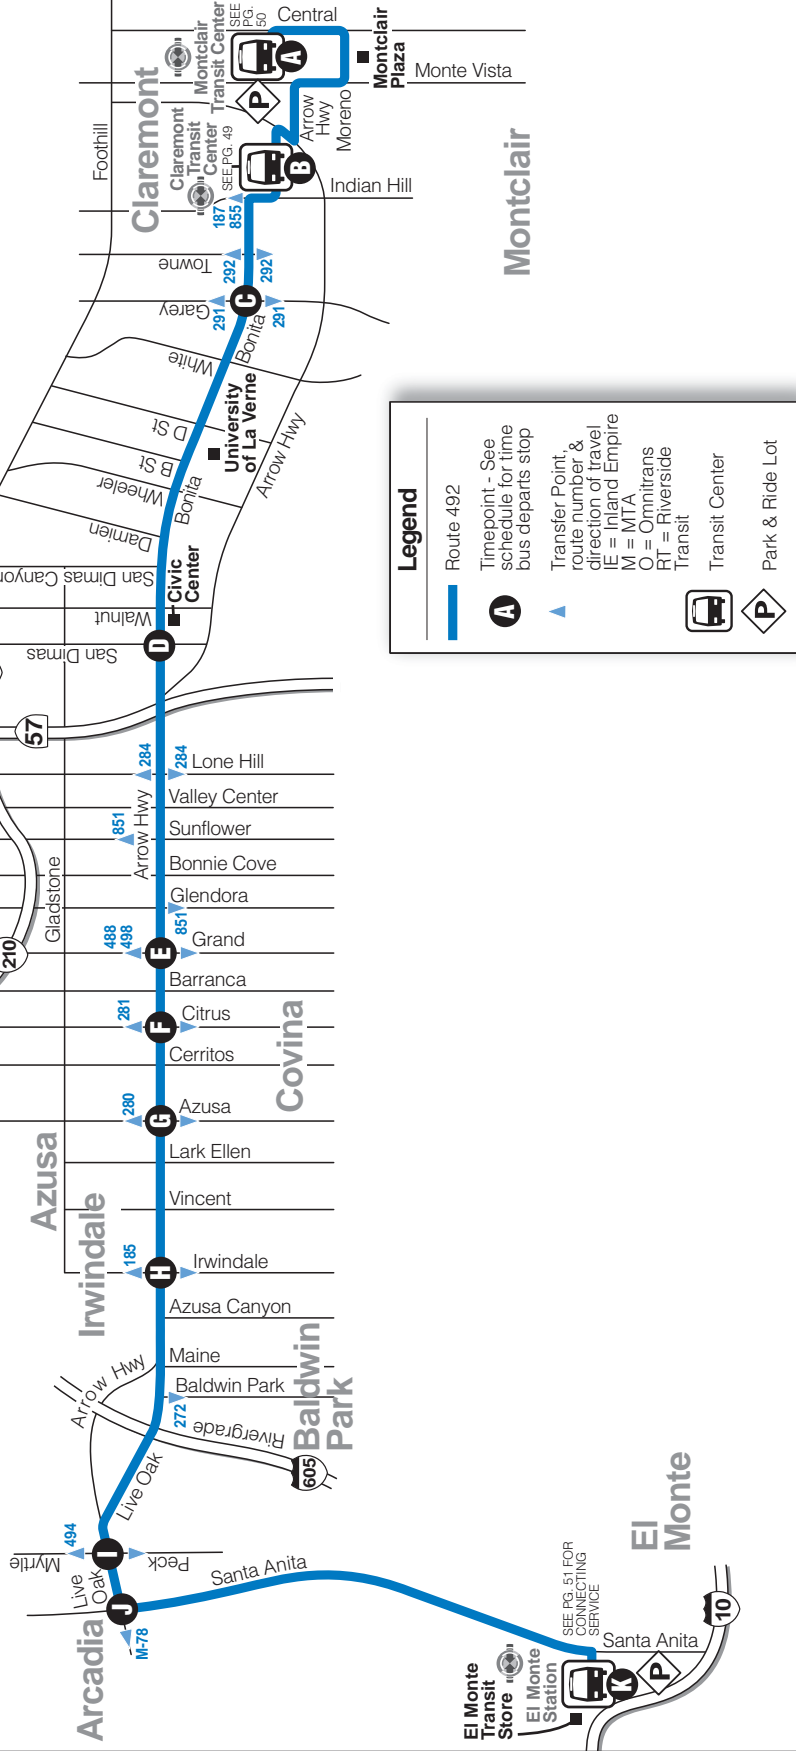 SEE
PG.
50
Central
Montclair
Transit Center
A
Montclair
Plaza
Monte Vista
P
Arrow
Hwy
Moreno
Claremont
Foothill
Claremont
Transit
Center
SEE PG. 49
B
Indian Hill
187
855
Montclair
Towne
292
292
Garey
291
C
291
Bonita
White
University
of La Verne
D St
B St
Arrow Hwy
Wheeler
Bonita
Damien
San Dimas Canyon
Civic
Center
Walnut
San Dimas
D
57
284
284
Lone Hill
Valley Center
Arrow Hwy
851
Sunflower
Bonnie Cove
Gladstone
Glendora
851
488
498
E
Grand
210
Barranca
281
F
Citrus
Cerritos
Covina
280
G
Azusa
Azusa
Lark Ellen
Vincent
Irwindale
185
H
Irwindale
Azusa Canyon
Maine
Arrow Hwy
Baldwin Park
272
Baldwin
Park
Rivergrade
605
Live Oak
494
Myrtle
I
Peck
Live
Oak
J
M-78
Arcadia
Santa Anita
El
Monte
SEE PG. 51 FOR
CONNECTING
SERVICE
Santa Anita
10
El Monte
Transit
Store
El Monte
Station
K
P
Legend
Route 492
A
Timepoint - See
schedule for time
bus departs stop
Transfer Point,
route number &
direction of travel
IE = Inland Empire
M = MTA
O = Omnitrans
RT = Riverside
Transit
Transit Center
P
Park & Ride Lot